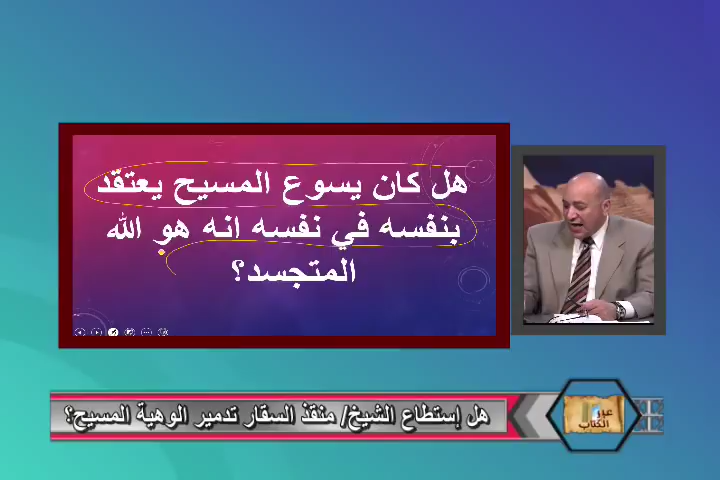 هل كان يسوع المسيح يعتقد
بنفسه في نفسه انه هو الله
المتجسد؟
هل إستطاع الشيخ/ منقذ السقار تدمير الوهية المسيح؟
الكتاب